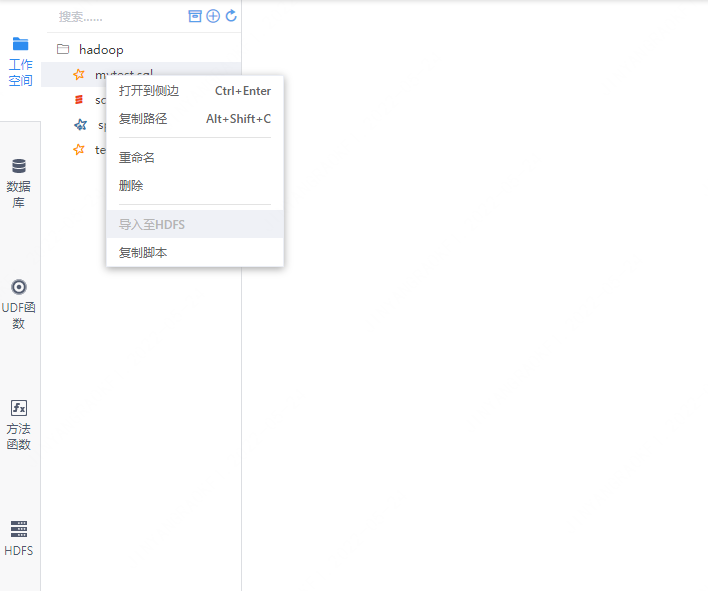 搜索......
工作
空间
数据
库
UDF函
数
方法
函数
HDFS
hadoop
mytest.sql
sc
sp
te
打开到侧边 Ctrl+Enter
复制路径 Alt+Shift+C
重命名
删除
导入至HDFS
复制脚本